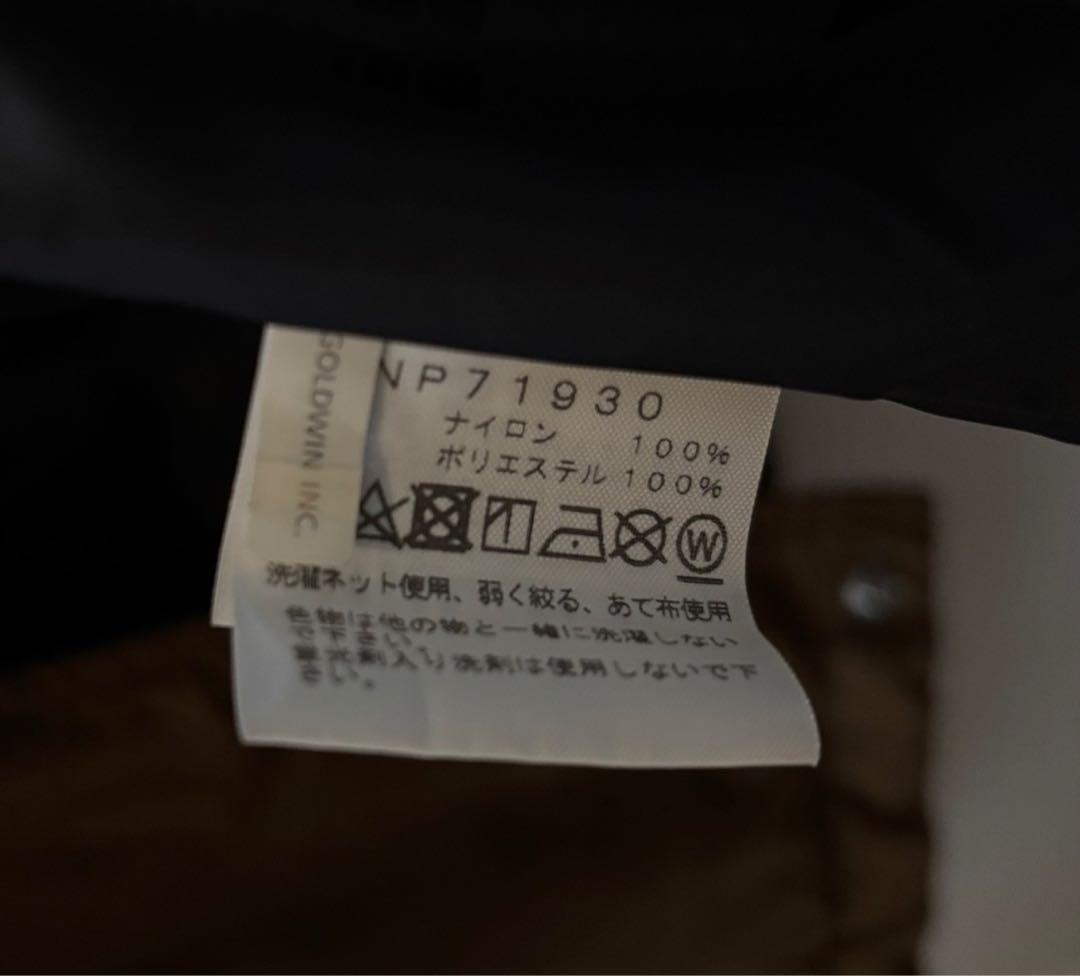 GOLDWIN INC.
NP71930
ナイロン 100%
ポリエステル 100%
W
洗濯ネット使用、弱く絞る、あて布使用
色物は他の物と一緒に洗濯しない
で下さい。
蛍光剤入り洗剤は使用しないで下
さい。